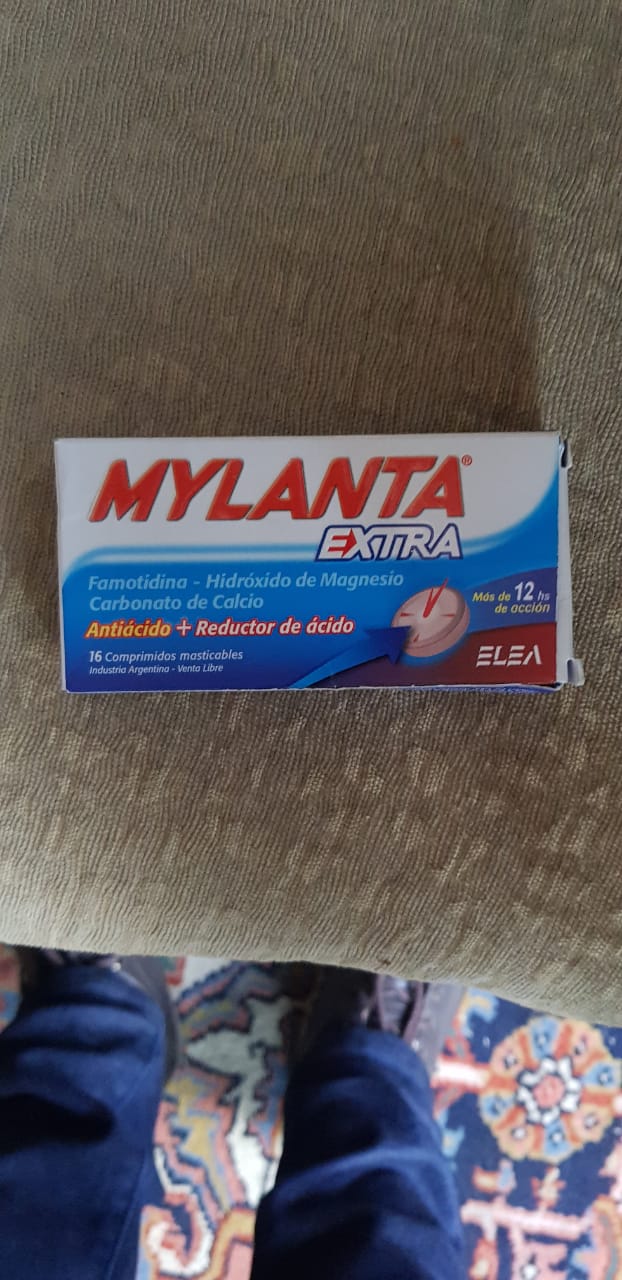 MYLANTA®
EXTRA
Famotidina - Hidróxido de Magnesio
Carbonato de Calcio
Antiácido + Reductor de ácido
16 Comprimidos masticables
Industria Argentina - Venta Libre
Más de 12 hs
de acción
ELEA